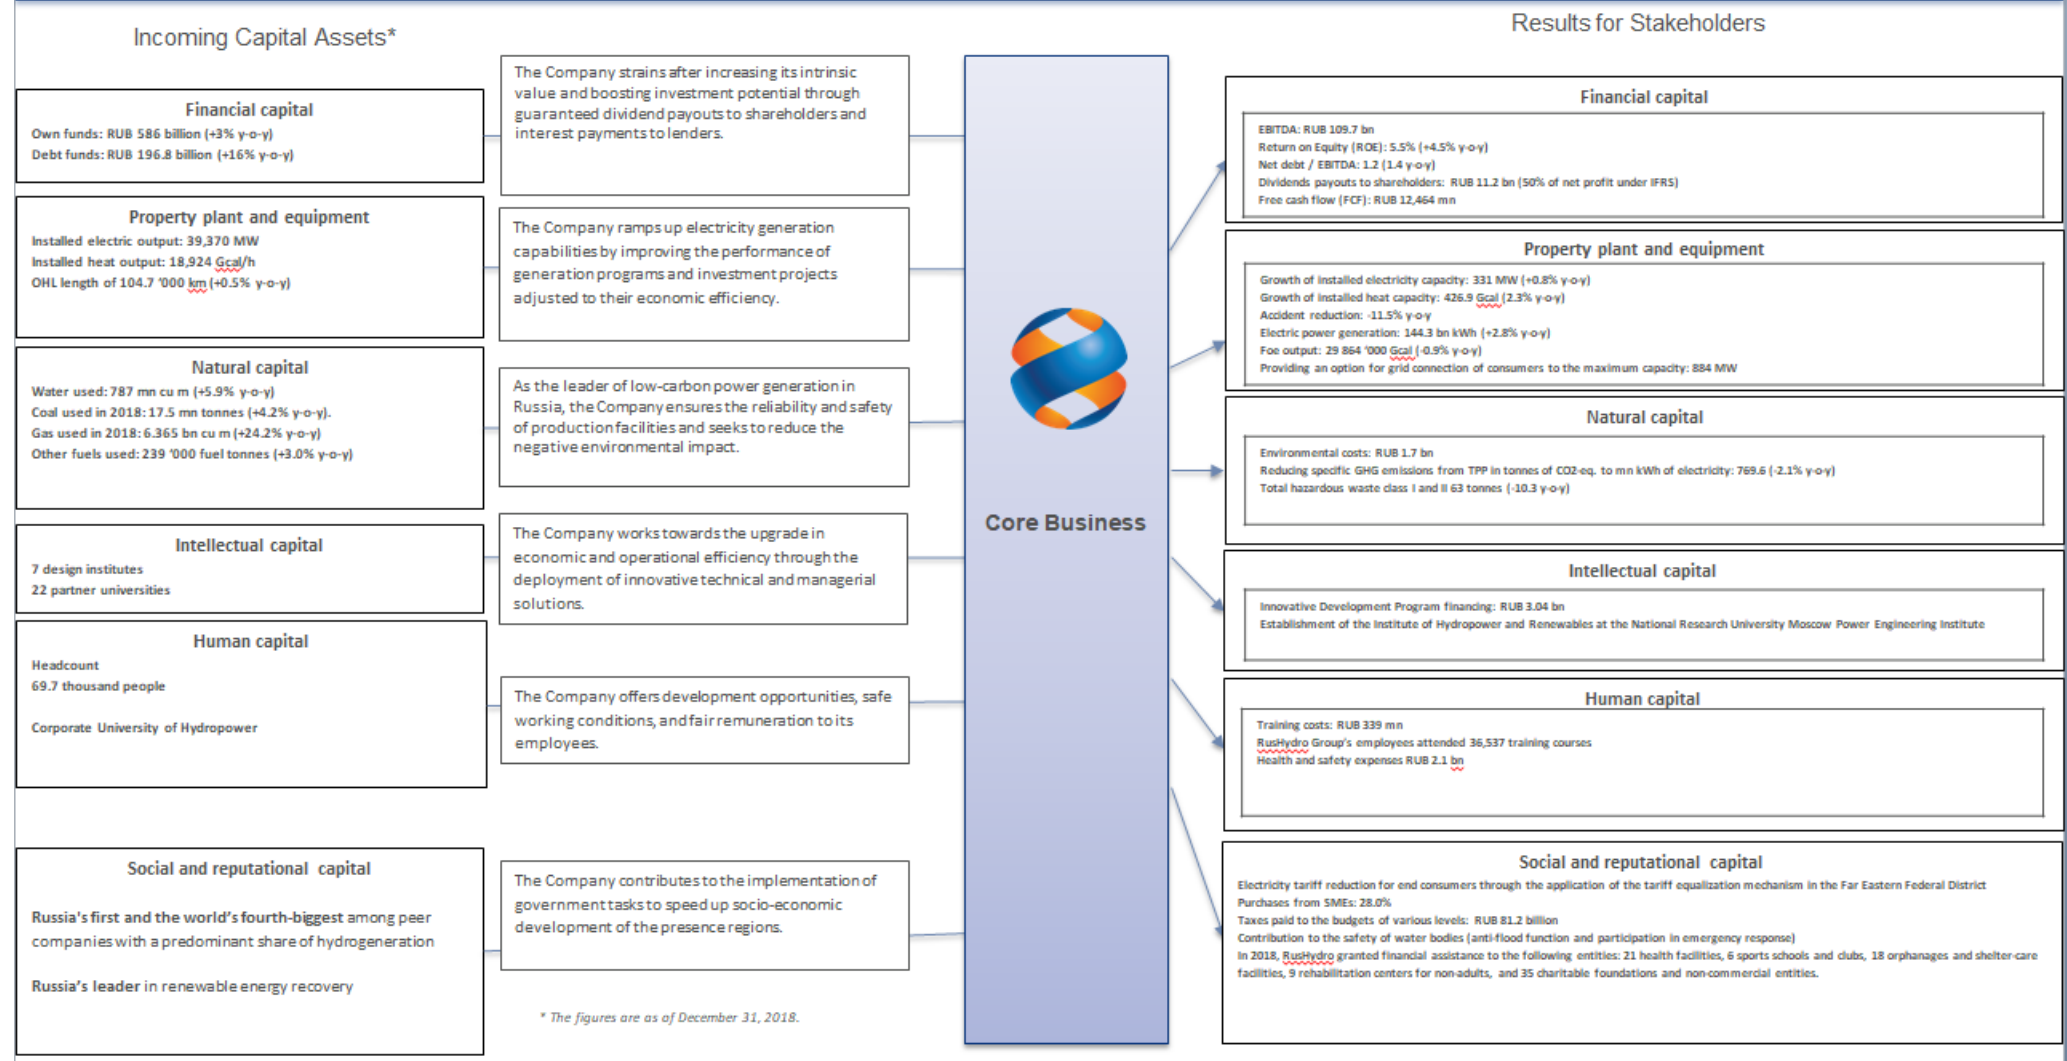 Incoming Capital Assets*
Financial capital
Own funds: RUB 586 billion (+3% y-o-y)
Debt funds: RUB 196.8 billion (+16% y-o-y)
Property plant and equipment
Installed electric output: 39,370 MW
Installed heat output: 18,924 Gcal/h
OHL length of 104.7 '000 km (+0.5% y-o-y)
Natural capital
Water used: 787 mn cu m (+5.9% y-o-y)
Coal used in 2018: 17.5 mn tonnes (+4.2% y-o-y).
Gas used in 2018: 6.365 bn cu m (+24.2% y-o-y)
Other fuels used: 239 '000 fuel tonnes (+3.0% y-o-y)
Intellectual capital
7 design institutes
22 partner universities
Human capital
Headcount
69.7 thousand people
Corporate University of Hydropower
Social and reputational capital
Russia's first and the world's fourth-biggest among peer
companies with a predominant share of hydrogeneration
Russia's leader in renewable energy recovery
The Company strains after increasing its intrinsic
value and boosting investment potential through
guaranteed dividend payouts to shareholders and
interest payments to lenders.
The Company ramps up electricity generation
capabilities by improving the performance of
generation programs and investment projects
adjusted to their economic efficiency.
As the leader of low-carbon power generation in
Russia, the Company ensures the reliability and safety
of production facilities and seeks to reduce the
negative environmental impact.
The Company works towards the upgrade in
economic and operational efficiency through the
deployment of innovative technical and managerial
solutions.
The Company offers development opportunities, safe
working conditions, and fair remuneration to its
employees.
The Company contributes to the implementation of
government tasks to speed up socio-economic
development of the presence regions.
* The figures are as of December 31, 2018.
Core Business
Results for Stakeholders
Financial capital
EBITDA: RUB 109.7 bn
Return on Equity (ROE): 5.5% (+4.5% y-o-y)
Net debt / EBITDA: 1.2 (1.4 y-o-y)
Dividends payouts to shareholders: RUB 11.2 bn (50% of net profit under IFRS)
Free cash flow (FCF): RUB 12,464 mn
Property plant and equipment
Growth of installed electricity capacity: 331 MW (+0.8% y-o-y)
Growth of installed heat capacity: 426.9 Gcal (2.3% y-o-y)
Accident reduction: -11.5% y-o-y
Electric power generation: 144.3 bn kWh (+2.8% y-o-y)
Foe output: 29 864 '000 Gcal (-0.9% y-o-y)
Providing an option for grid connection of consumers to the maximum capacity: 884 MW
Natural capital
Environmental costs: RUB 1.7 bn
Reducing specific GHG emissions from TPP in tonnes of CO2-eq. to mn kWh of electricity: 769.6 (-2.1% y-o-y)
Total hazardous waste class I and II 63 tonnes (-10.3 y-o-y)
Intellectual capital
Innovative Development Program financing: RUB 3.04 bn
Establishment of the Institute of Hydropower and Renewables at the National Research University Moscow Power Engineering Institute
Human capital
Training costs: RUB 339 mn
RusHydro Group's employees attended 36,537 training courses
Health and safety expenses RUB 2.1 bn
Social and reputational capital
Electricity tariff reduction for end consumers through the application of the tariff equalization mechanism in the Far Eastern Federal District
Purchases from SMEs: 28.0%
Taxes paid to the budgets of various levels: RUB 81.2 billion
Contribution to the safety of water bodies (anti-flood function and participation in emergency response)
In 2018, RusHydro granted financial assistance to the following entities: 21 health facilities, 6 sports schools and clubs, 18 orphanages and shelter-care
facilities, 9 rehabilitation centers for non-adults, and 35 charitable foundations and non-commercial entities.